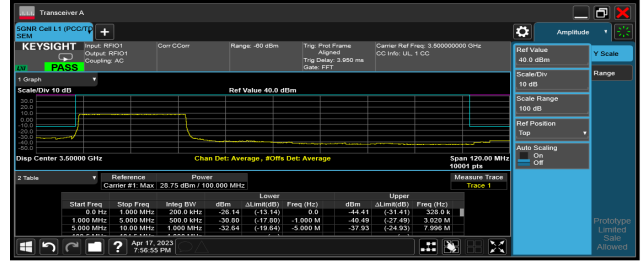 Transceiver A
SGNR Cell L1 (PCC/TD
SEM
Amplitude
KEYSIGHT
Input: RFIO1
Output: RFIO1
Coupling: AC
Corr CCorr
Range: -60 dBm
Trig: Prot Frame
Aligned
Trig Delay: 3.950 ms
Gate: FFT
Carrier Ref Freq: 3.500000000 GHz
CC Info: UL, 1 CC
PASS
Ref Value
40.0 dBm
Y Scale
Scale/Div
10 dB
Range
Scale Range
100 dB
Ref Position
Top
Auto Scaling
On
Off
1 Graph
Scale/Div 10 dB
Ref Value 40.0 dBm
30.0
20.0
10.0
0.00
-10.0
-20.0
-30.0
-40.0
-50.0
Disp Center 3.50000 GHz
Chan Det: Average , #Offs Det: Average
Span 120.00 MHz
10001 pts
2 Table
Reference
Power
Measure Trace
Carrier #1: Max
28.75 dBm / 100.000 MHz
Trace 1
Lower
Upper
Start Freq Stop Freq Integ BW dBm ΔLimit(dB) Freq (Hz) dBm ΔLimit(dB) Freq (Hz)
0.0 Hz 1.000 MHz 200.0 kHz -26.14 (-13.14) 0.0 -44.41 (-31.41) 328.0 k
1.000 MHz 5.000 MHz 500.0 kHz -30.80 (-17.80) -1.000 M -40.49 (-27.49) 3.020 M
5.000 MHz 10.00 MHz 1.000 MHz -32.64 (-19.64) -5.000 M -37.93 (-24.93) 7.996 M
Prototype
Limited
Sale
Allowed
Apr 17, 2023
7:56:55 PM